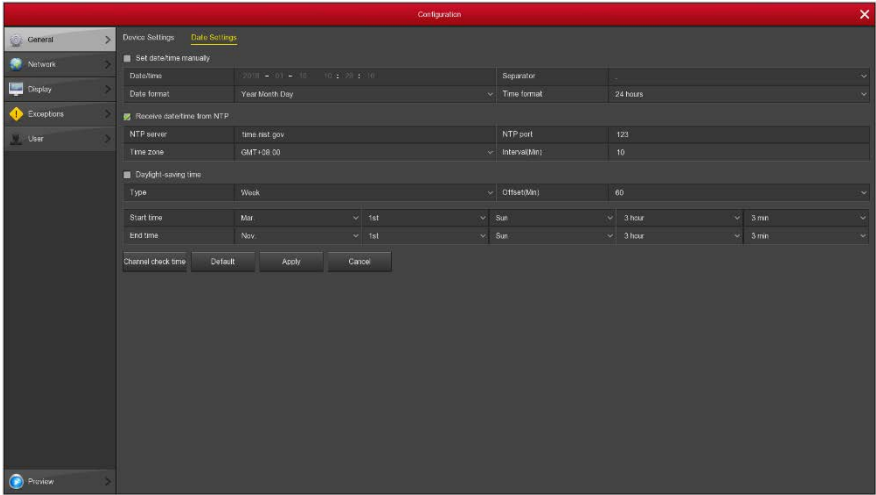 Configuration
General
Network
Display
Exceptions
User
Preview
Device Settings Date Settings
Set date/time manually
Date/time Separator
Date format Year Month Day Time format 24 hours
Receive date/time from NTP
NTP server time.nist.gov NTP port 123
Time zone GMT+08:00 Interval(Min) 10
Daylight-saving time
Type Week Offset(Min) 60
Start time Mar. 1st Sun 3 hour 3 min
End time Nov. 1st Sun 3 hour 3 min
Channel check time Default Apply Cancel